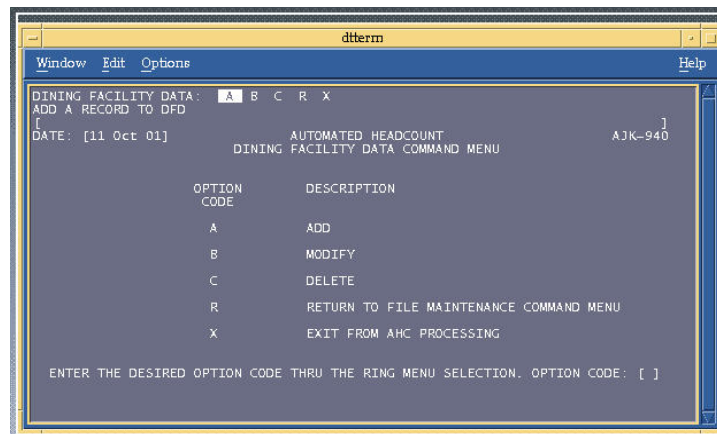 dtterm
Window Edit Options Help
DINING FACILITY DATA: A B C R X
ADD A RECORD TO DFD
[ ]
DATE: [11 Oct 01] AUTOMATED HEADCOUNT AJK-940
DINING FACILITY DATA COMMAND MENU
OPTION DESCRIPTION
CODE
A ADD
B MODIFY
C DELETE
R RETURN TO FILE MAINTENANCE COMMAND MENU
X EXIT FROM AHC PROCESSING
ENTER THE DESIRED OPTION CODE THRU THE RING MENU SELECTION. OPTION CODE: [ ]